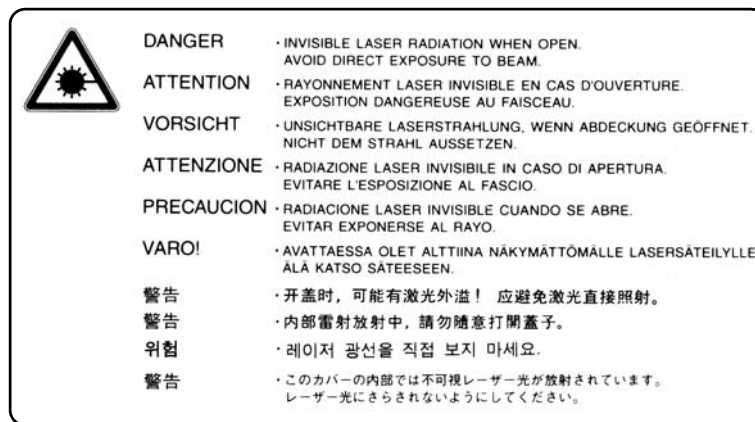 DANGER · INVISIBLE LASER RADIATION WHEN OPEN.
AVOID DIRECT EXPOSURE TO BEAM.
ATTENTION · RAYONNEMENT LASER INVISIBLE EN CAS D'OUVERTURE.
EXPOSITION DANGEREUSE AU FAISCEAU.
VORSICHT · UNSICHTBARE LASERSTRAHLUNG, WENN ABDECKUNG GEÖFFNET.
NICHT DEM STRAHL AUSSETZEN.
ATTENZIONE · RADIAZIONE LASER INVISIBILE IN CASO DI APERTURA.
EVITARE L'ESPOSIZIONE AL FASCIO.
PRECAUCION · RADIACIONE LASER INVISIBLE CUANDO SE ABRE.
EVITAR EXPONERSE AL RAYO.
VARO! · AVATTAESSA OLET ALTTIINA NÄKYMÄTTÖMÄLLE LASERSÄTEILYLLE
ÄLÄ KATSO SÄTEESEEN.
警告 · 开盖时，可能有激光外溢！ 应避免激光直接照射。
警告 · 内部雷射放射中，請勿隨意打開蓋子。
위험 · 레이저 광선을 직접 보지 마세요.
警告 · このカバーの内部では不可視レーザー光が放射されています。
レーザー光にさらされないようにしてください。